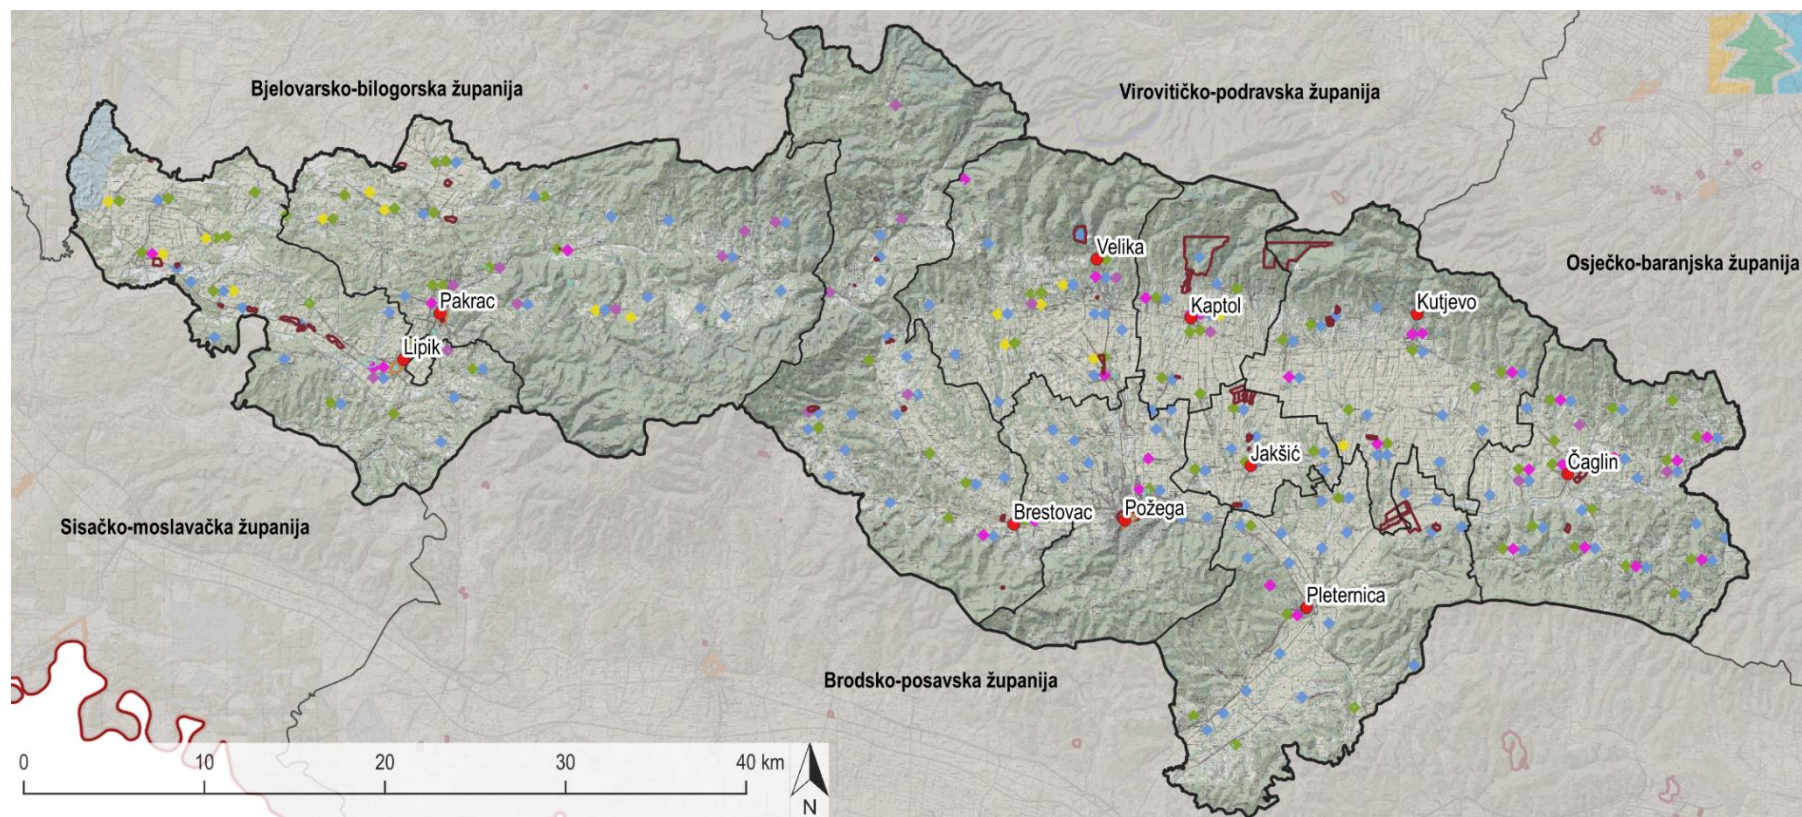 Bjelovarsko-bilogorska županija
Virovitičko-podravska županija
Osječko-baranjska županija
Velika
Pakrac
Kaptol
Kutjevo
Lipik
Jakšić
Čaglin
Brestovac
Požega
Sisačko-moslavačka županija
Pleternica
Brodsko-posavska županija
0 10 20 30 40 km
N